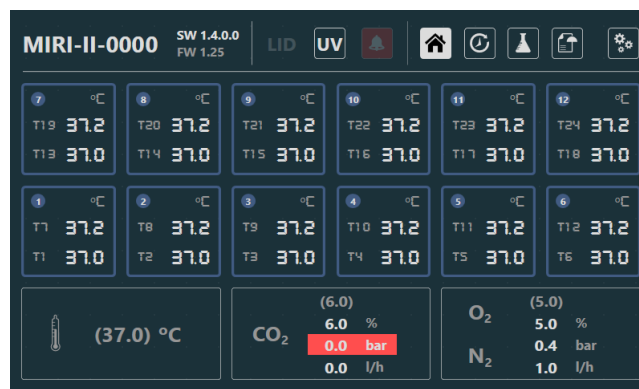 MIRI-II-0000 SW 1.4.0.0 LID UV
FW 1.25
7 °C 8 °C 9 °C 10 °C 11 °C 12 °C
T19 37.2 T20 37.2 T21 37.2 T22 37.2 T23 37.2 T24 37.2
T13 37.0 T14 37.0 T15 37.0 T16 37.0 T17 37.0 T18 37.0
1 °C 2 °C 3 °C 4 °C 5 °C 6 °C
T7 37.2 T8 37.2 T9 37.2 T10 37.2 T11 37.2 T12 37.2
T1 37.0 T2 37.0 T3 37.0 T4 37.0 T5 37.0 T6 37.0
(37.0) °C
(6.0)
6.0 %
CO₂ 0.0 bar
0.0 l/h
(5.0)
O₂ 5.0 %
0.4 bar
N₂ 1.0 l/h